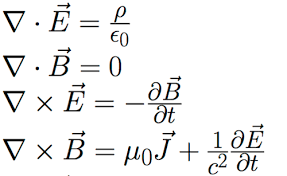 ∇ · E⃗ = ρ/ϵ₀
∇ · B⃗ = 0
∇ × E⃗ = −∂B⃗/∂t
∇ × B⃗ = μ₀J⃗ + 1/c² ∂E⃗/∂t